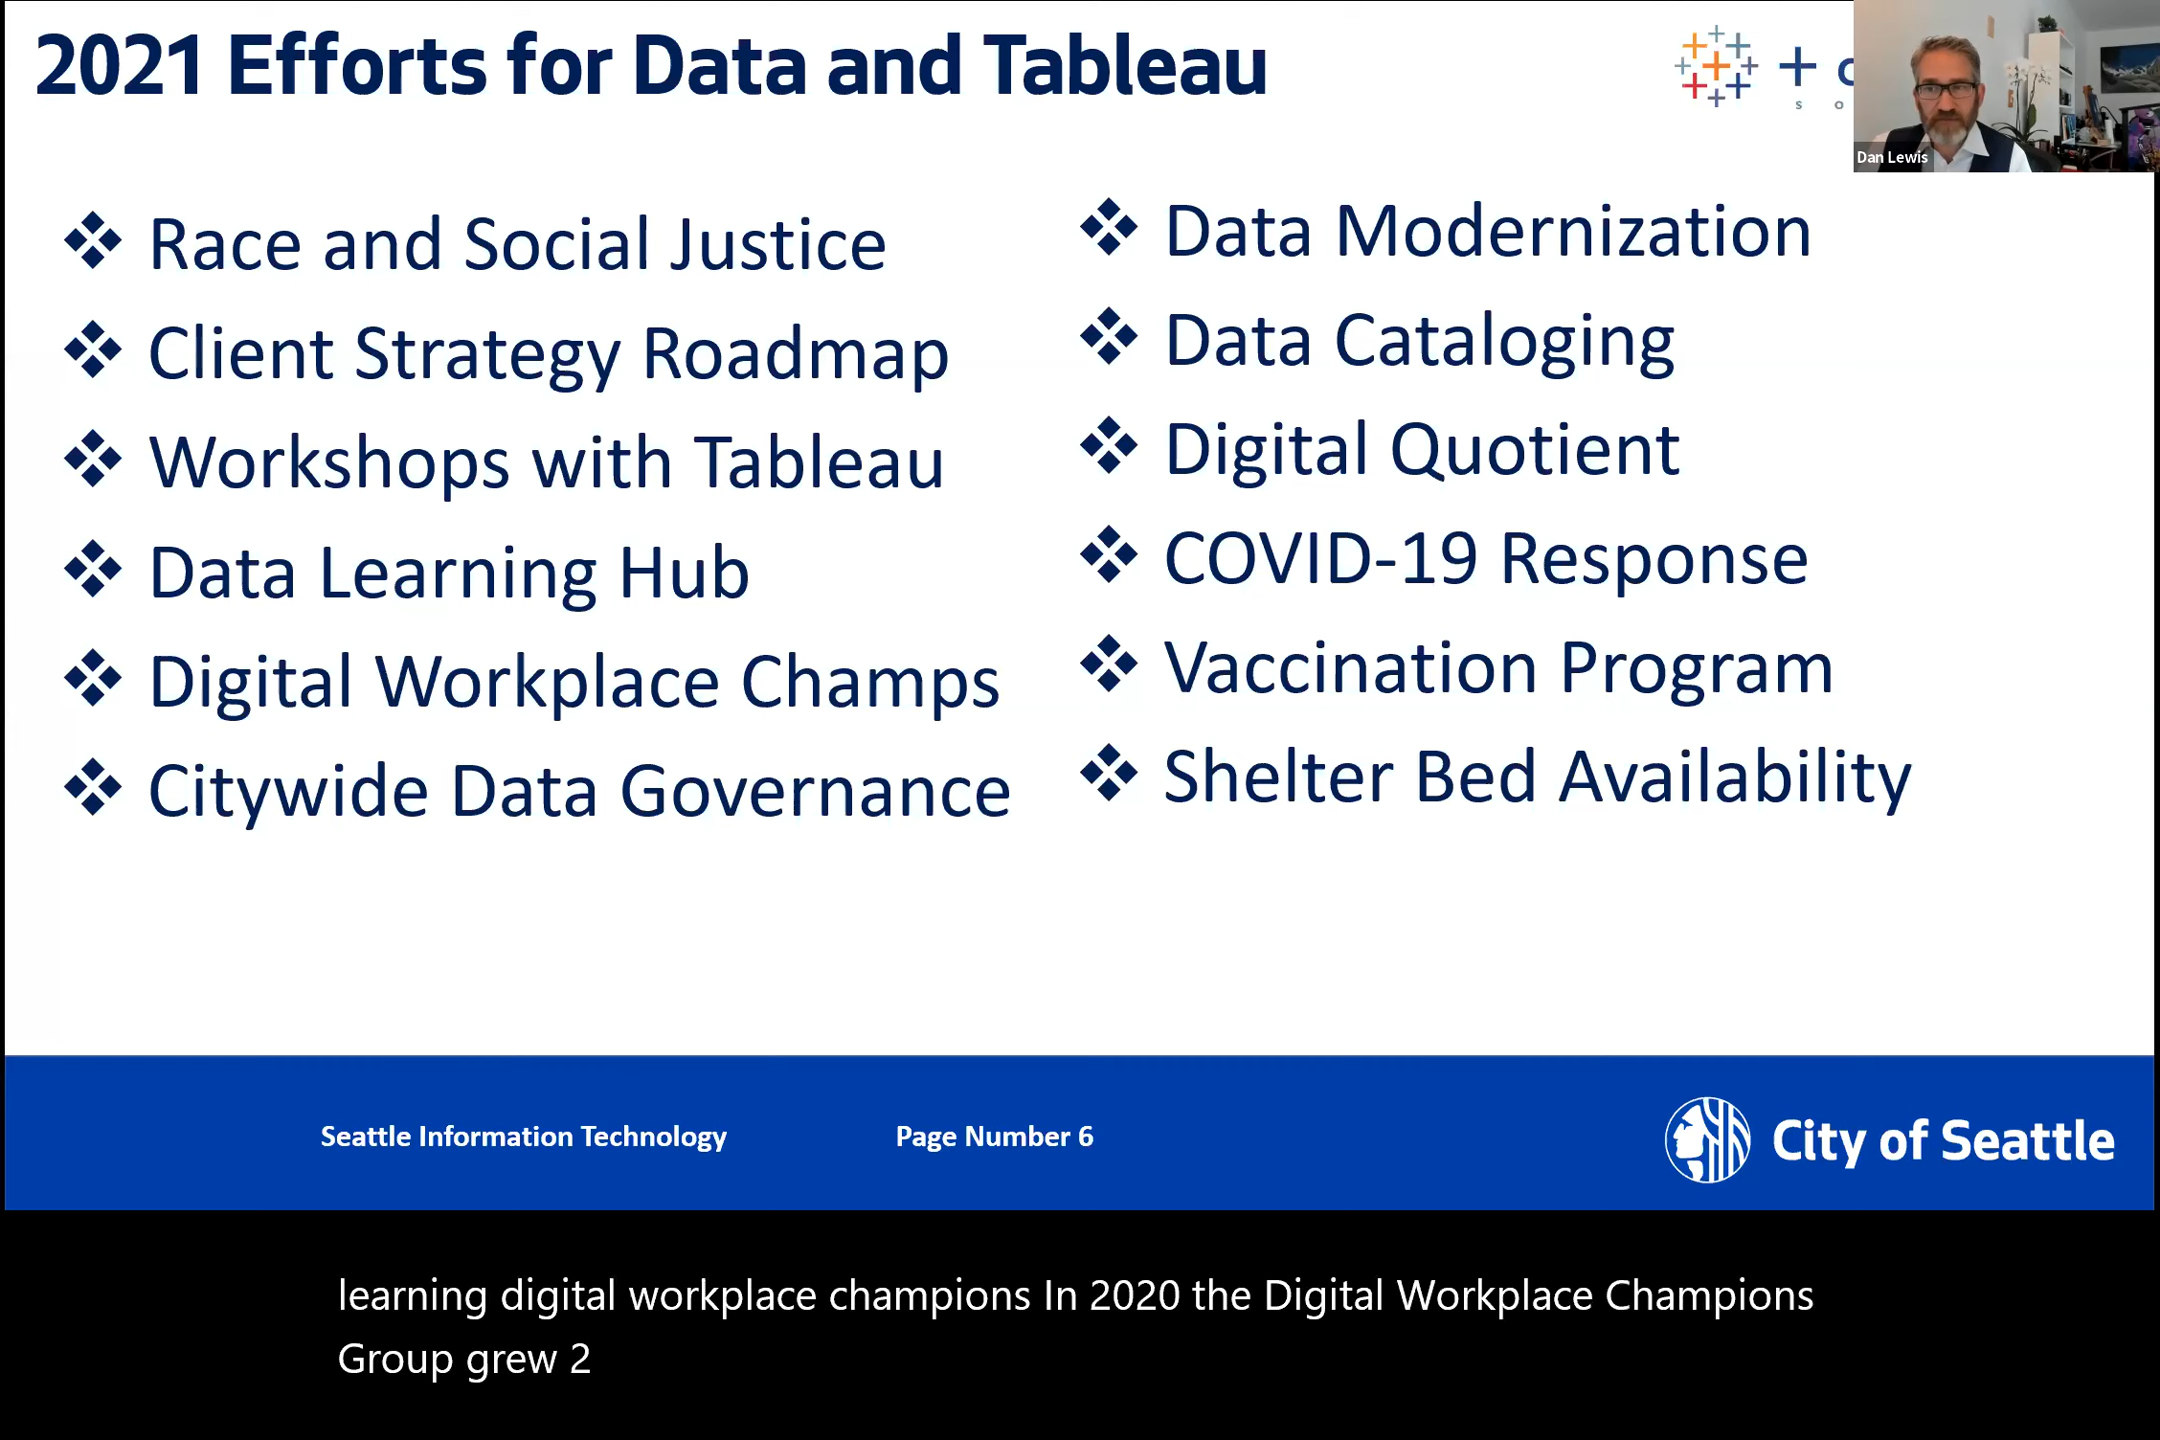 2021 Efforts for Data and Tableau
Dan Lewis
Race and Social Justice
Client Strategy Roadmap
Workshops with Tableau
Data Learning Hub
Digital Workplace Champs
Citywide Data Governance
Data Modernization
Data Cataloging
Digital Quotient
COVID-19 Response
Vaccination Program
Shelter Bed Availability
Seattle Information Technology
Page Number 6
City of Seattle
learning digital workplace champions In 2020 the Digital Workplace Champions
Group grew 2